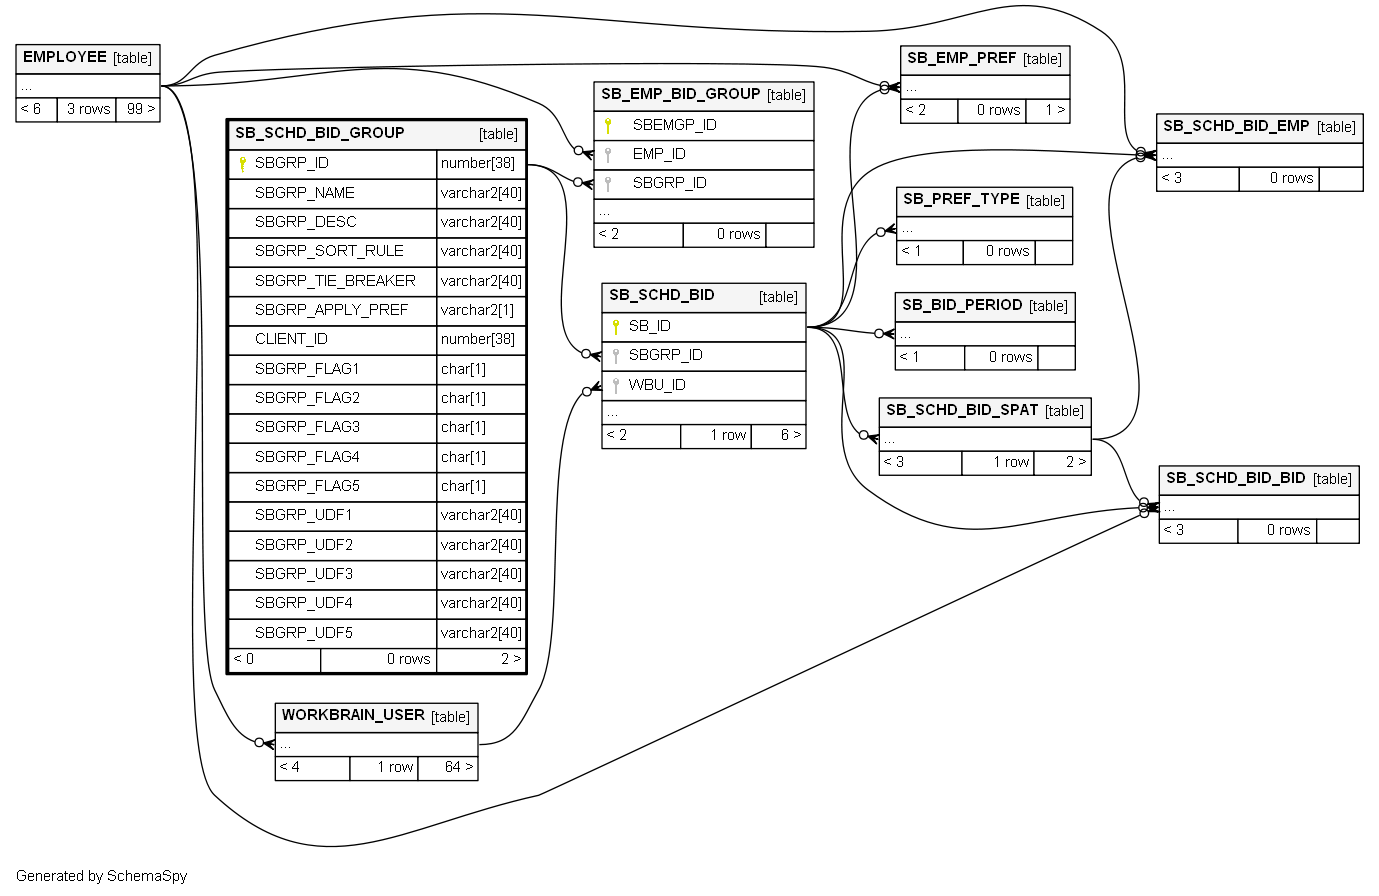 EMPLOYEE [table]
...
< 6 3 rows 99 >
SB_SCHD_BID_GROUP [table]
SBGRP_ID number[38]
SBGRP_NAME varchar2[40]
SBGRP_DESC varchar2[40]
SBGRP_SORT_RULE varchar2[40]
SBGRP_TIE_BREAKER varchar2[40]
SBGRP_APPLY_PREF varchar2[1]
CLIENT_ID number[38]
SBGRP_FLAG1 char[1]
SBGRP_FLAG2 char[1]
SBGRP_FLAG3 char[1]
SBGRP_FLAG4 char[1]
SBGRP_FLAG5 char[1]
SBGRP_UDF1 varchar2[40]
SBGRP_UDF2 varchar2[40]
SBGRP_UDF3 varchar2[40]
SBGRP_UDF4 varchar2[40]
SBGRP_UDF5 varchar2[40]
< 0 0 rows 2 >
WORKBRAIN_USER [table]
...
< 4 1 row 64 >
SB_EMP_BID_GROUP [table]
SBEMGP_ID
EMP_ID
SBGRP_ID
...
< 2 0 rows
SB_SCHD_BID [table]
SB_ID
SBGRP_ID
WBU_ID
...
< 2 1 row 6 >
SB_EMP_PREF [table]
...
< 2 0 rows 1 >
SB_PREF_TYPE [table]
...
< 1 0 rows
SB_BID_PERIOD [table]
...
< 1 0 rows
SB_SCHD_BID_SPAT [table]
...
< 3 1 row 2 >
SB_SCHD_BID_EMP [table]
...
< 3 0 rows
SB_SCHD_BID_BID [table]
...
< 3 0 rows
Generated by SchemaSpy